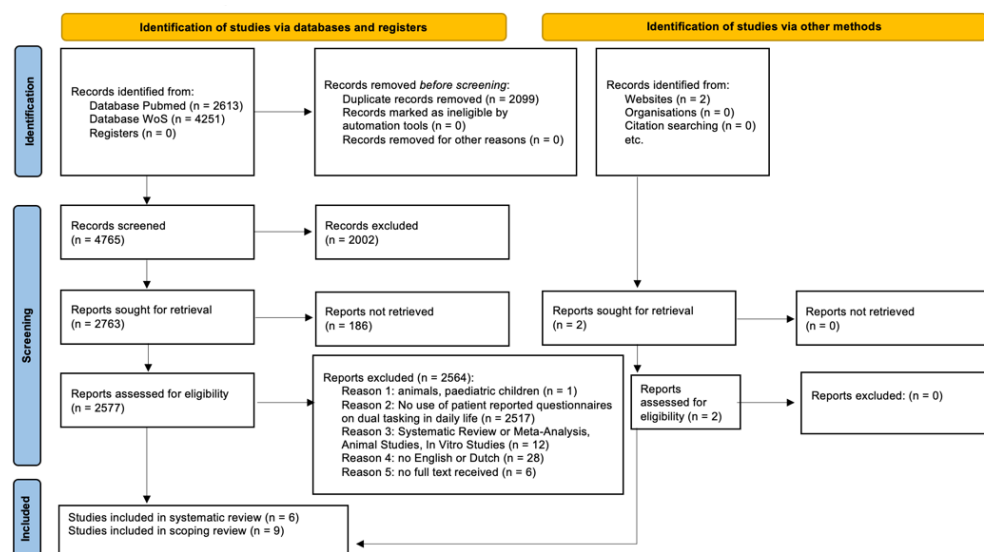 Identification of studies via databases and registers
Identification of studies via other methods
Identification
Records identified from:
Database Pubmed (n = 2613)
Database WoS (n = 4251)
Registers (n = 0)
Records removed before screening:
Duplicate records removed (n = 2099)
Records marked as ineligible by
automation tools (n = 0)
Records removed for other reasons (n = 0)
Records identified from:
Websites (n = 2)
Organisations (n = 0)
Citation searching (n = 0)
etc.
Screening
Records screened
(n = 4765)
Records excluded
(n = 2002)
Reports sought for retrieval
(n = 2763)
Reports not retrieved
(n = 186)
Reports sought for retrieval
(n = 2)
Reports not retrieved
(n = 0)
Reports assessed for eligibility
(n = 2577)
Reports excluded (n = 2564):
Reason 1: animals, paediatric children (n = 1)
Reason 2: No use of patient reported questionnaires
on dual tasking in daily life (n = 2517)
Reason 3: Systematic Review or Meta-Analysis,
Animal Studies, In Vitro Studies (n = 12)
Reason 4: no English or Dutch (n = 28)
Reason 5: no full text received (n = 6)
Reports
assessed for
eligibility (n = 2)
Reports excluded: (n = 0)
Included
Studies included in systematic review (n = 6)
Studies included in scoping review (n = 9)